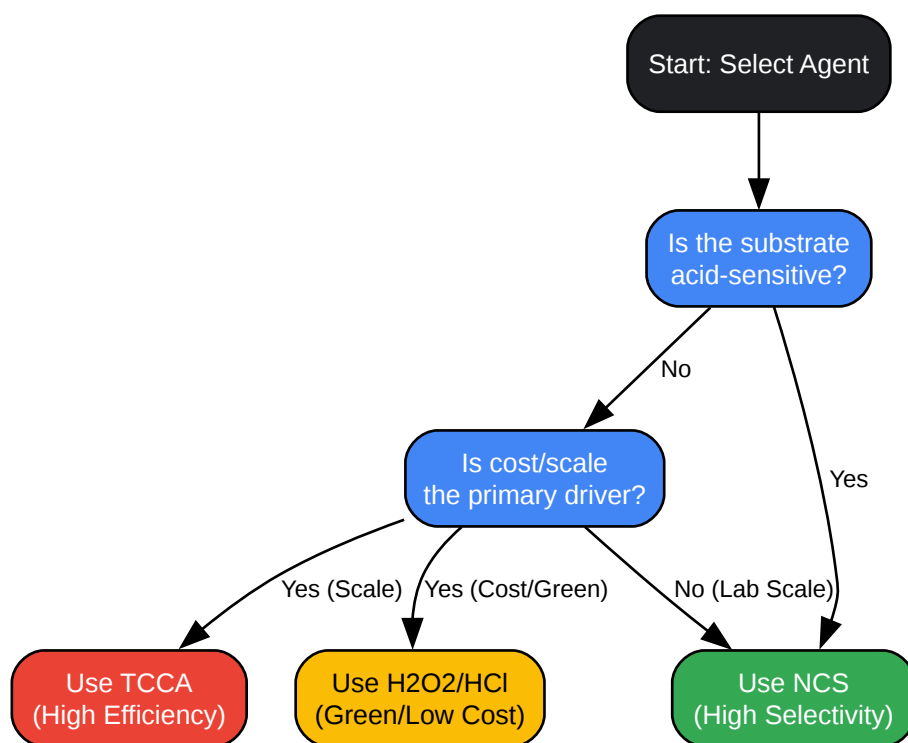 Start: Select Agent
Is the substrate
acid-sensitive?
No
Yes
Is cost/scale
the primary driver?
Yes (Scale)
Yes (Cost/Green)
No (Lab Scale)
Use TCCA
(High Efficiency)
Use H2O2/HCl
(Green/Low Cost)
Use NCS
(High Selectivity)